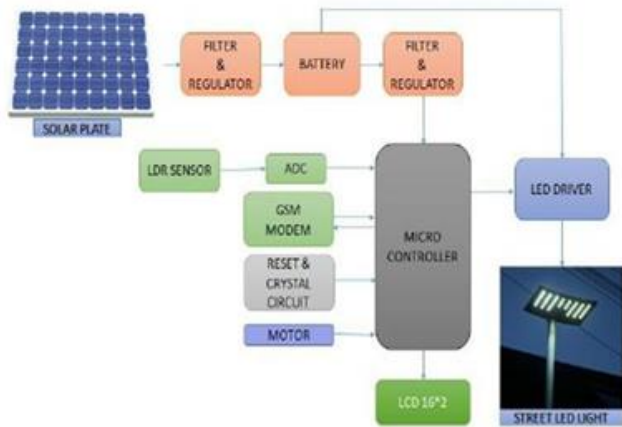 FILTER
&
REGULATOR
BATTERY
FILTER
&
REGULATOR
SOLAR PLATE
LDR SENSOR
ADC
GSM
MODEM
MICRO
CONTROLLER
LED DRIVER
RESET &
CRYSTAL
CIRCUIT
MOTOR
LCD 16*2
STREET LED LIGHT